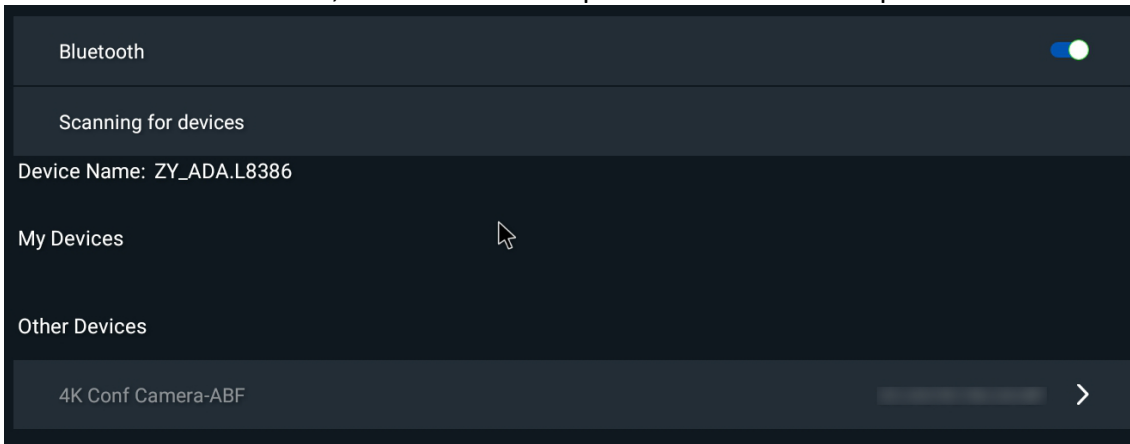 Bluetooth
Scanning for devices
Device Name: ZY_ADA.L8386
My Devices
Other Devices
4K Conf Camera-ABF